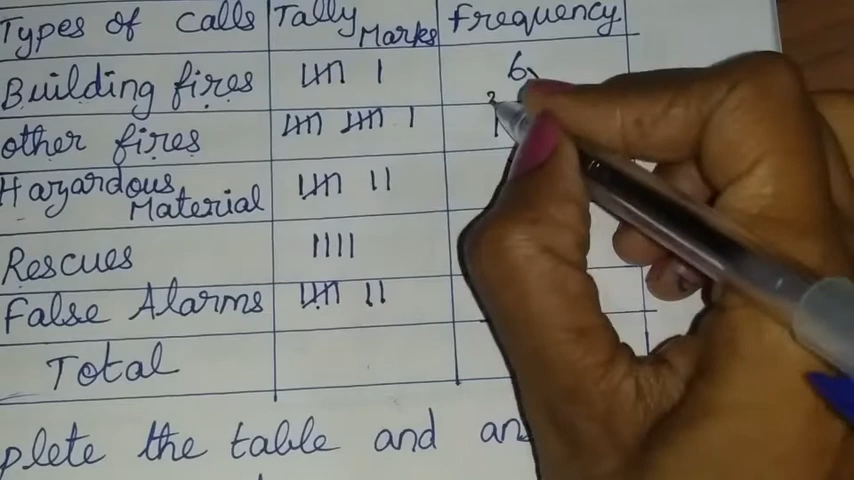 Types of calls Tally Marks frequency
Building fires 6
other fires 1
Hazardous Material
Rescues
false Alarms
Total
plete the table and an